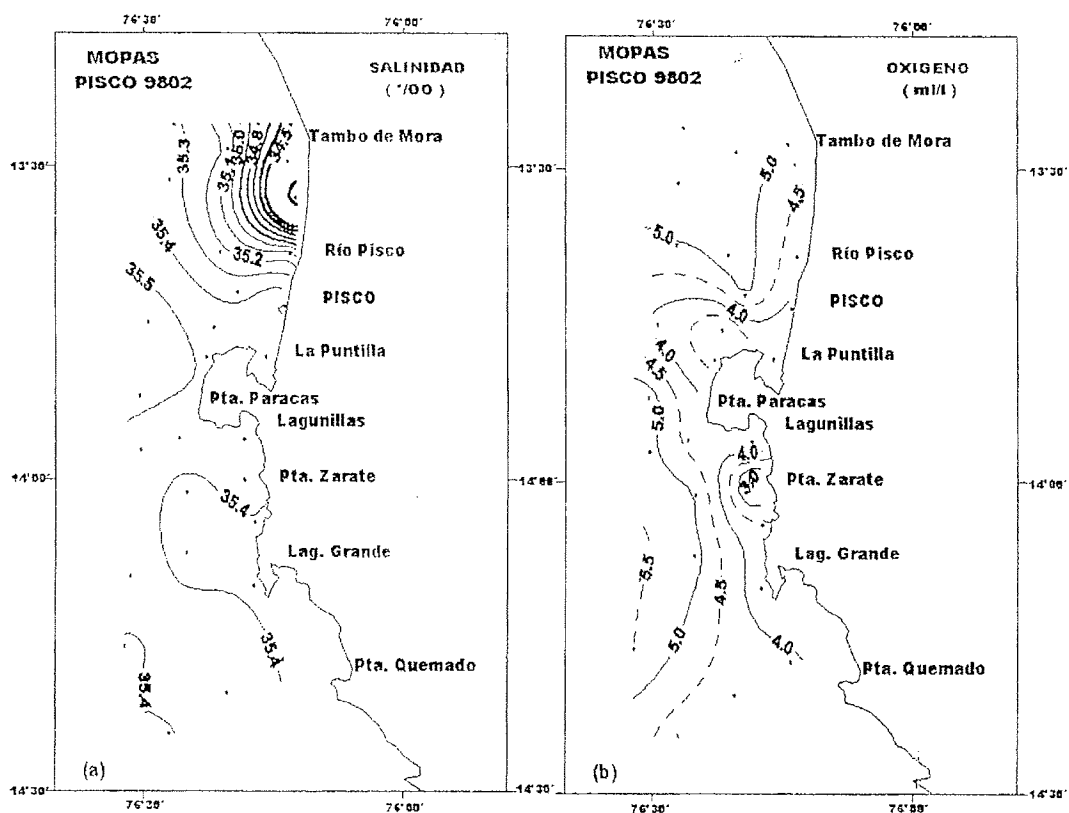 76°30'
76°00'
MOPAS
PISCO 9802
SALINIDAD
(°/OO)
Tambo de Mora
13°30'
35.3
35.1
35.0
34.8
34.5
Río Pisco
35.4
35.2
35.5
PISCO
La Puntilla
Pta. Paracas
Lagunillas
Pta. Zarate
35.4
Lag. Grande
35.4
Pta. Quemado
35.4
(a)
14°30'
76°00'
76°30'
76°00'
MOPAS
PISCO 9802
OXIGENO
(ml/l)
Tambo de Mora
13°30'
5.0
4.5
5.0
Río Pisco
PISCO
4.0
La Puntilla
4.0
4.5
5.0
Pta. Paracas
Lagunillas
4.0
3.0
Pta. Zarate
Lag. Grande
5.5
4.5
5.0
4.0
Pta. Quemado
(b)
14°30'
76°30'